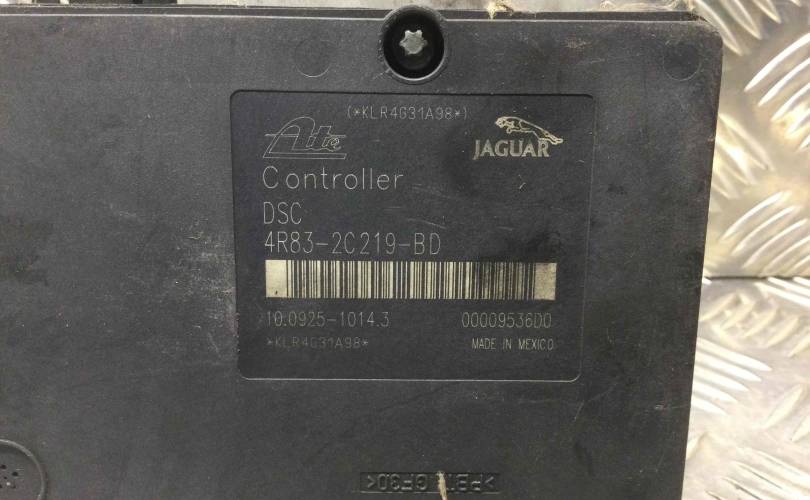 (*KLR4G31A98*)
Ate
JAGUAR
Controller
DSC
4R83-2C219-BD
10.0925-1014.3 00009536D0
*KLR4G31A98* MADE IN MEXICO